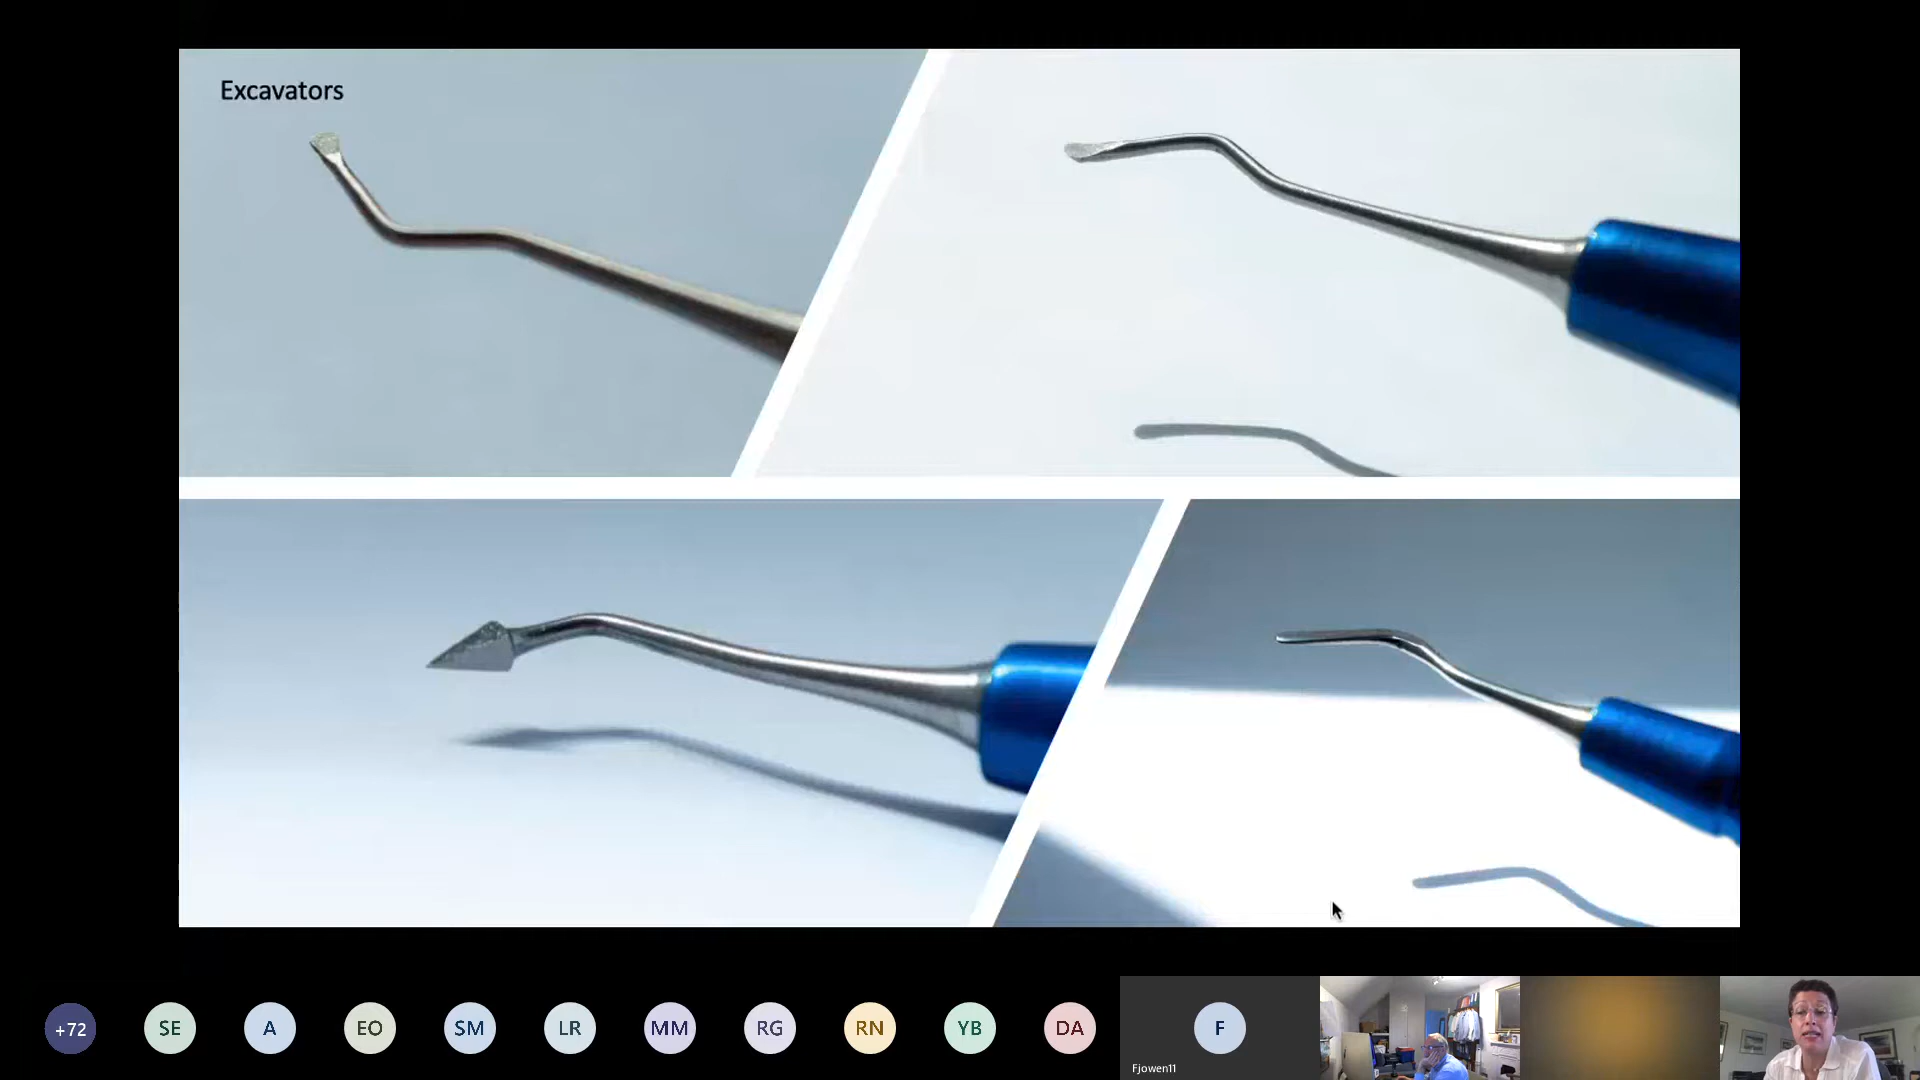 Excavators
+72
SE
A
EO
SM
LR
MM
RG
RN
YB
DA
F
Fjowen11